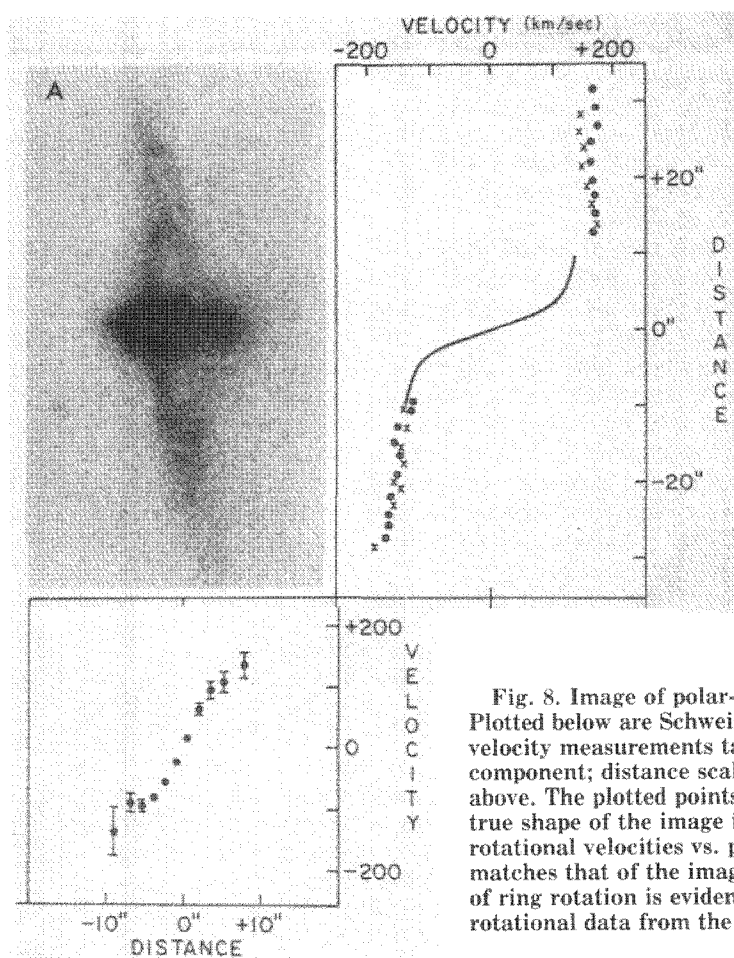 VELOCITY (km/sec)
-200 0 +200
A
+20"
0"
-20"
DISTANCE
+200
0
-200
VELOCITY
-10" 0" +10"
DISTANCE
Fig. 8. Image of polar-
Plotted below are Schwei
velocity measurements ta
component; distance scal
above. The plotted points
true shape of the image i
rotational velocities vs. p
matches that of the imag
of ring rotation is eviden
rotational data from the